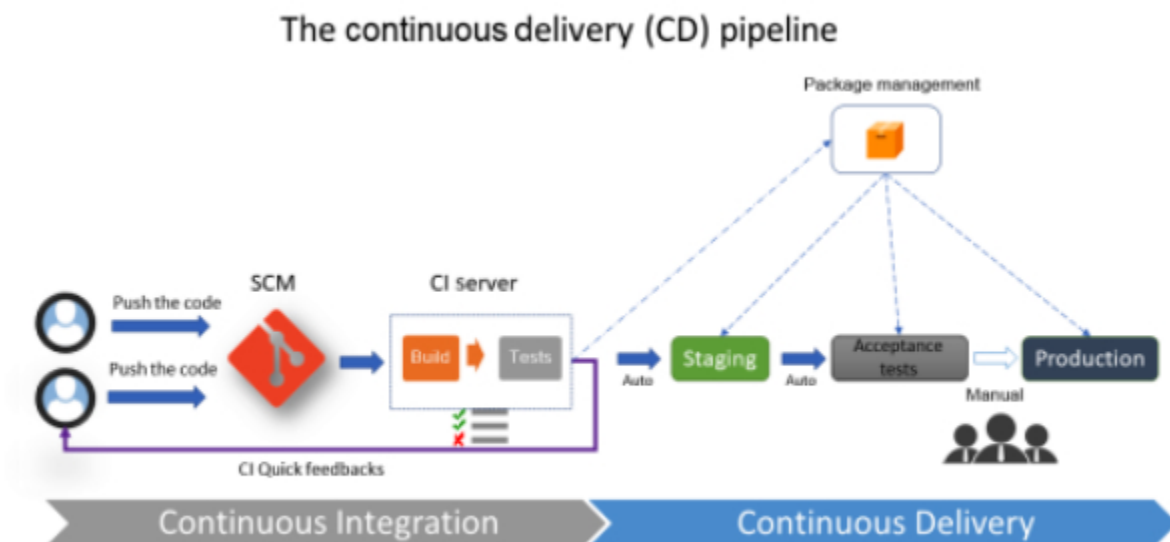 The continuous delivery (CD) pipeline
Package management
SCM
CI server
Push the code
Push the code
Build
Tests
Auto
Staging
Auto
Acceptance
tests
Production
Manual
CI Quick feedbacks
Continuous Integration
Continuous Delivery